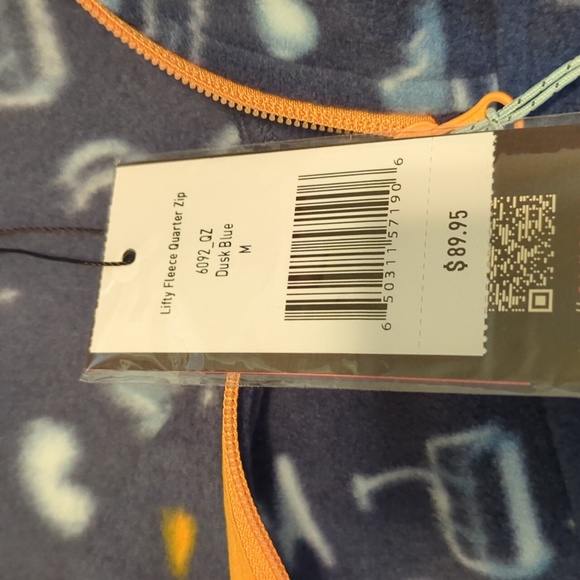 Lifty Fleece Quarter Zip
6092_QZ
Dusk Blue
M
6 50311 57190 6
$89.95